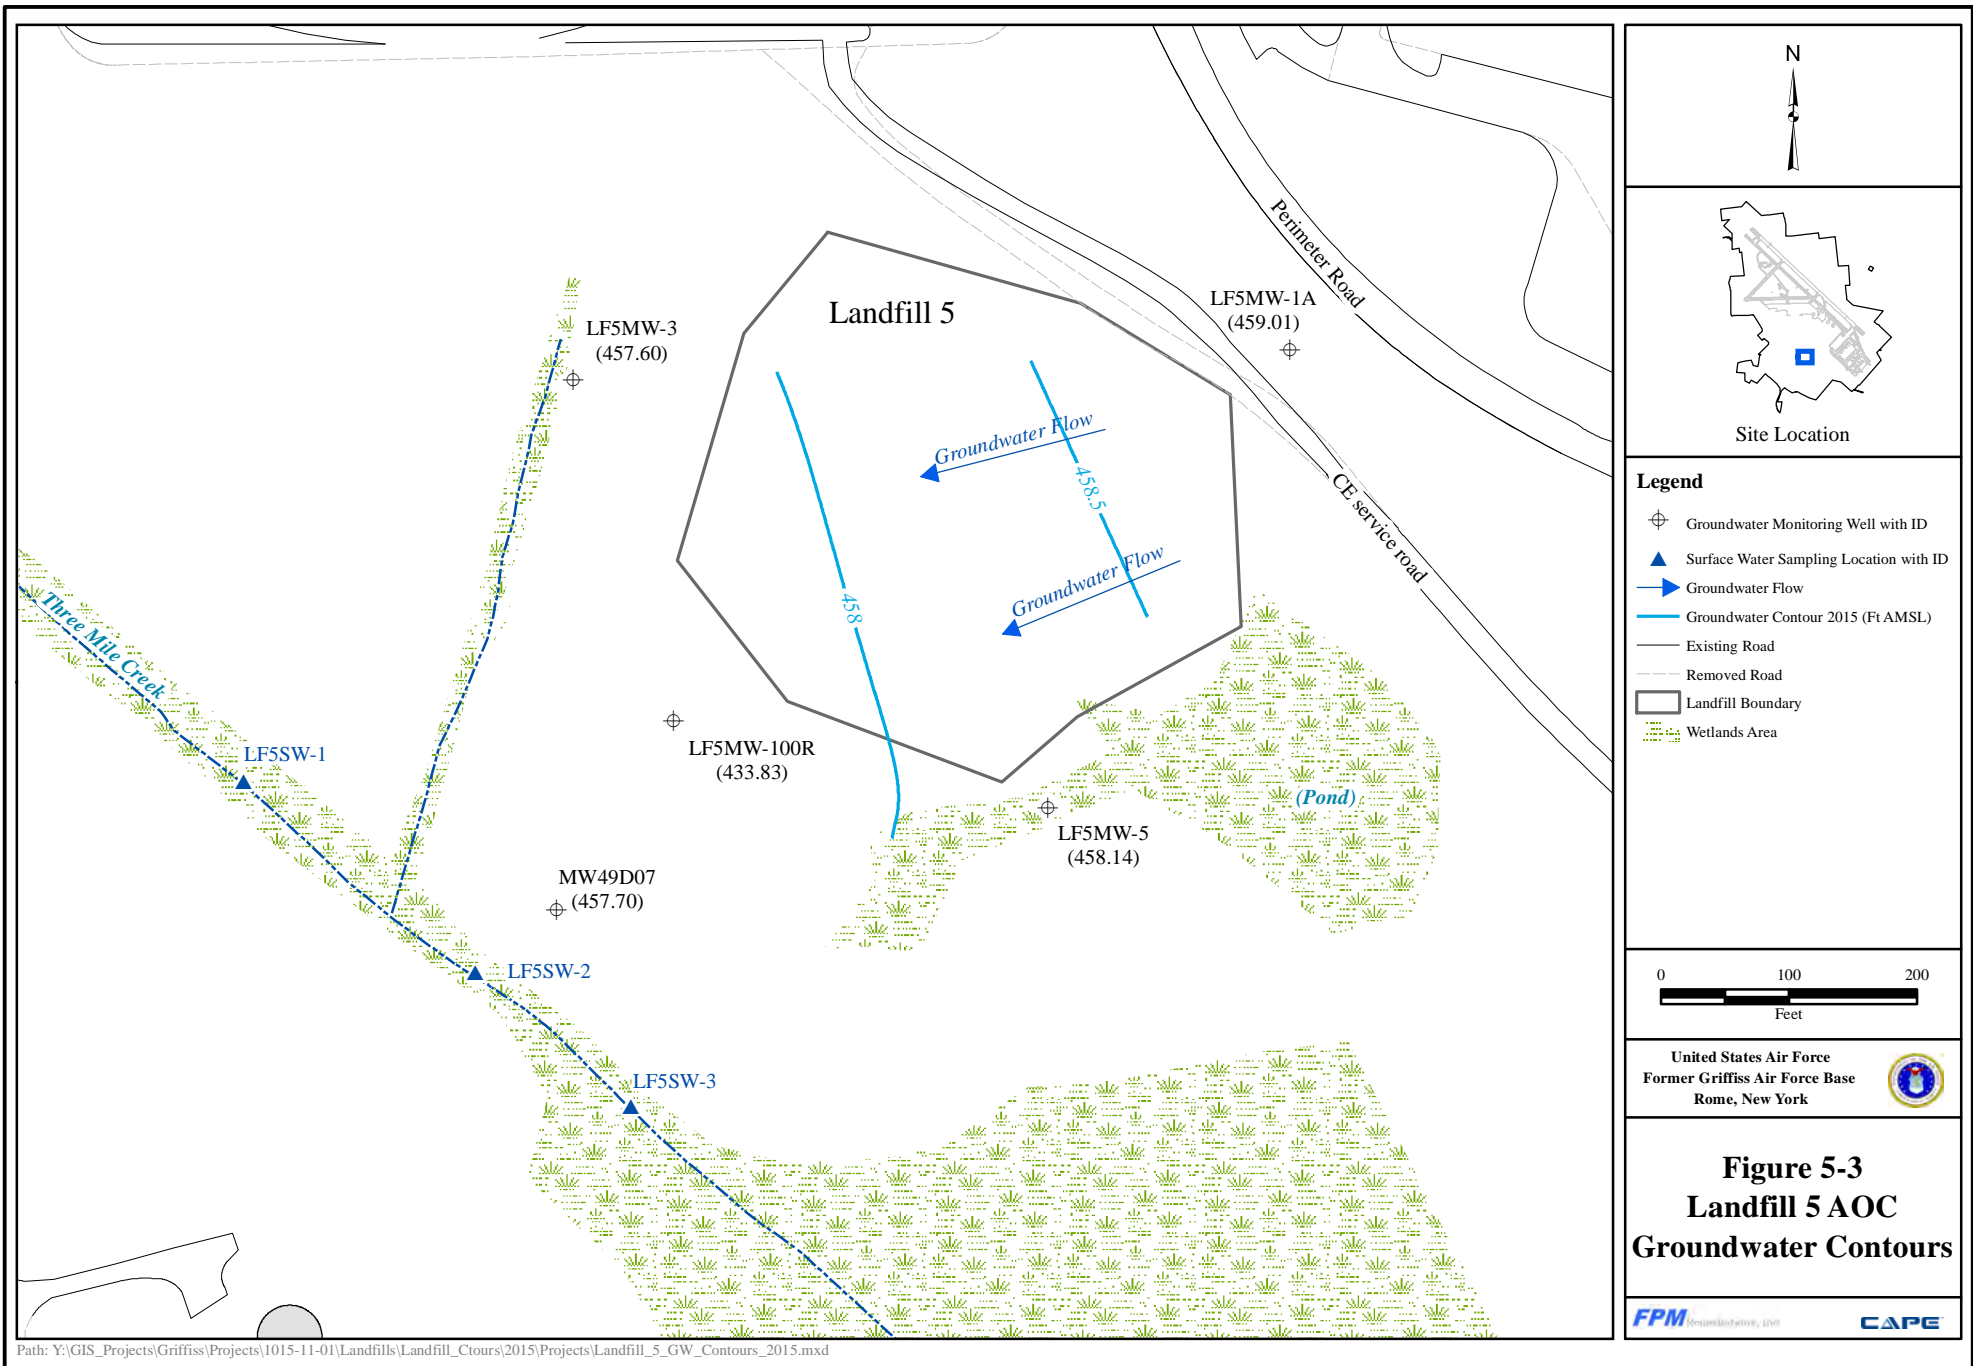 Landfill 5
LF5MW-3
(457.60)
LF5MW-1A
(459.01)
Perimeter Road
CE service road
Groundwater Flow
458.5
Groundwater Flow
458
Three Mile Creek
LF5SW-1
LF5MW-100R
(433.83)
(Pond)
LF5MW-5
(458.14)
MW49D07
(457.70)
LF5SW-2
LF5SW-3
N
Site Location
Legend
Groundwater Monitoring Well with ID
Surface Water Sampling Location with ID
Groundwater Flow
Groundwater Contour 2015 (Ft AMSL)
Existing Road
Removed Road
Landfill Boundary
Wetlands Area
0 100 200
Feet
United States Air Force
Former Griffiss Air Force Base
Rome, New York
Figure 5-3
Landfill 5 AOC
Groundwater Contours
FPM
CAPE
Path: Y:\GIS_Projects\Griffiss\Projects\1015-11-01\Landfills\Landfill_Ctours\2015\Projects\Landfill_5_GW_Contours_2015.mxd